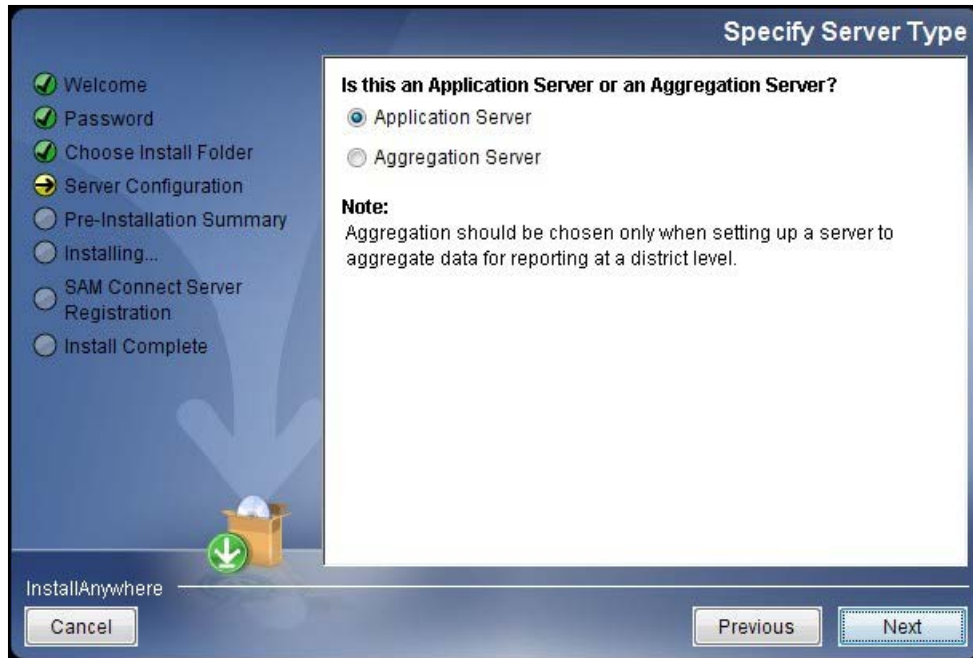 Specify Server Type
Welcome
Password
Choose Install Folder
Server Configuration
Pre-Installation Summary
Installing...
SAM Connect Server
Registration
Install Complete
Is this an Application Server or an Aggregation Server?
Application Server
Aggregation Server
Note:
Aggregation should be chosen only when setting up a server to
aggregate data for reporting at a district level.
InstallAnywhere
Cancel
Previous
Next